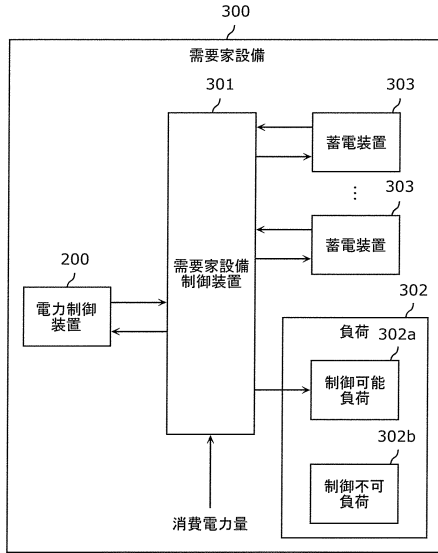 300
需要家設備
301
303
蓄電装置
⋮
303
蓄電装置
200
電力制御
装置
需要家設備
制御装置
302
負荷
302a
制御可能
負荷
302b
制御不可
負荷
消費電力量